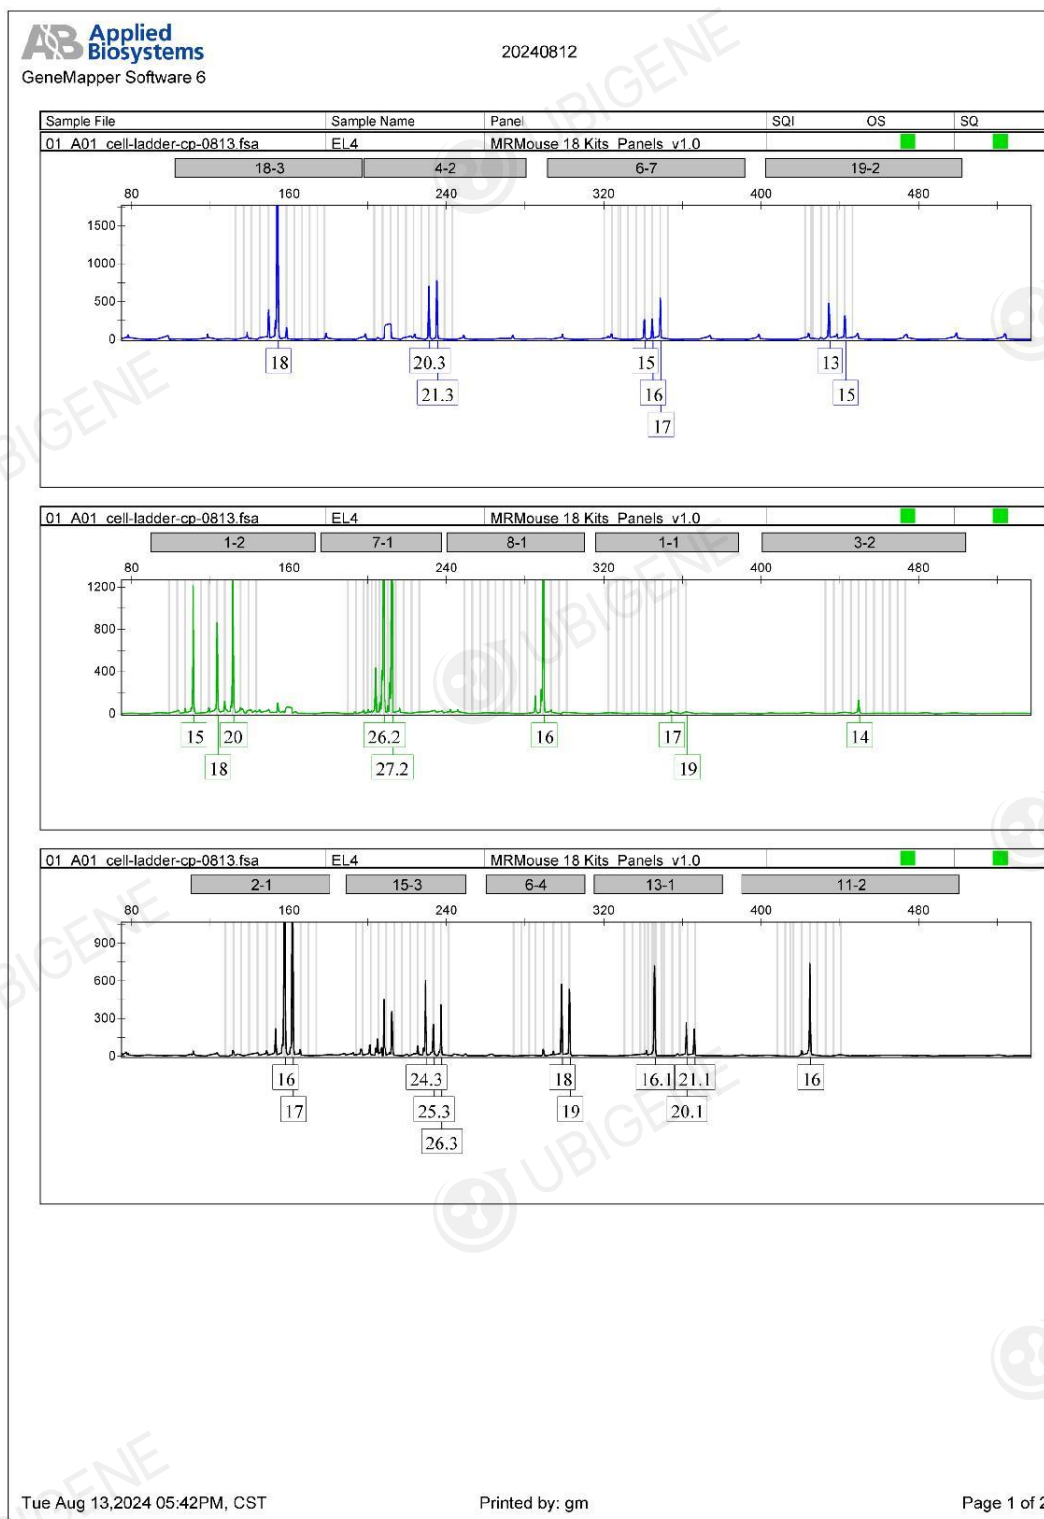 AB Applied
Biosystems
GeneMapper Software 6
20240812
Sample File Sample Name Panel SQI OS SQ
01_A01_cell-ladder-cp-0813.fsa EL4 MRMouse 18 Kits_Panels_v1.0
18-3 4-2 6-7 19-2
80 160 240 320 400 480
1500
1000
500
0
18 20.3 15 13
21.3 16 15
17
01_A01_cell-ladder-cp-0813.fsa EL4 MRMouse 18 Kits_Panels_v1.0
1-2 7-1 8-1 1-1 3-2
80 160 240 320 400 480
1200
800
400
0
15 20 26.2 16 17 14
18 27.2 19
01_A01_cell-ladder-cp-0813.fsa EL4 MRMouse 18 Kits_Panels_v1.0
2-1 15-3 6-4 13-1 11-2
80 160 240 320 400 480
900
600
300
0
16 24.3 18 16.1 21.1 16
17 25.3 19 20.1
26.3
Tue Aug 13,2024 05:42PM, CST Printed by: gm Page 1 of 2
UBIGENE
UBIGENE
UBIGENE
UBIGENE
UBIGENE
UBIGENE